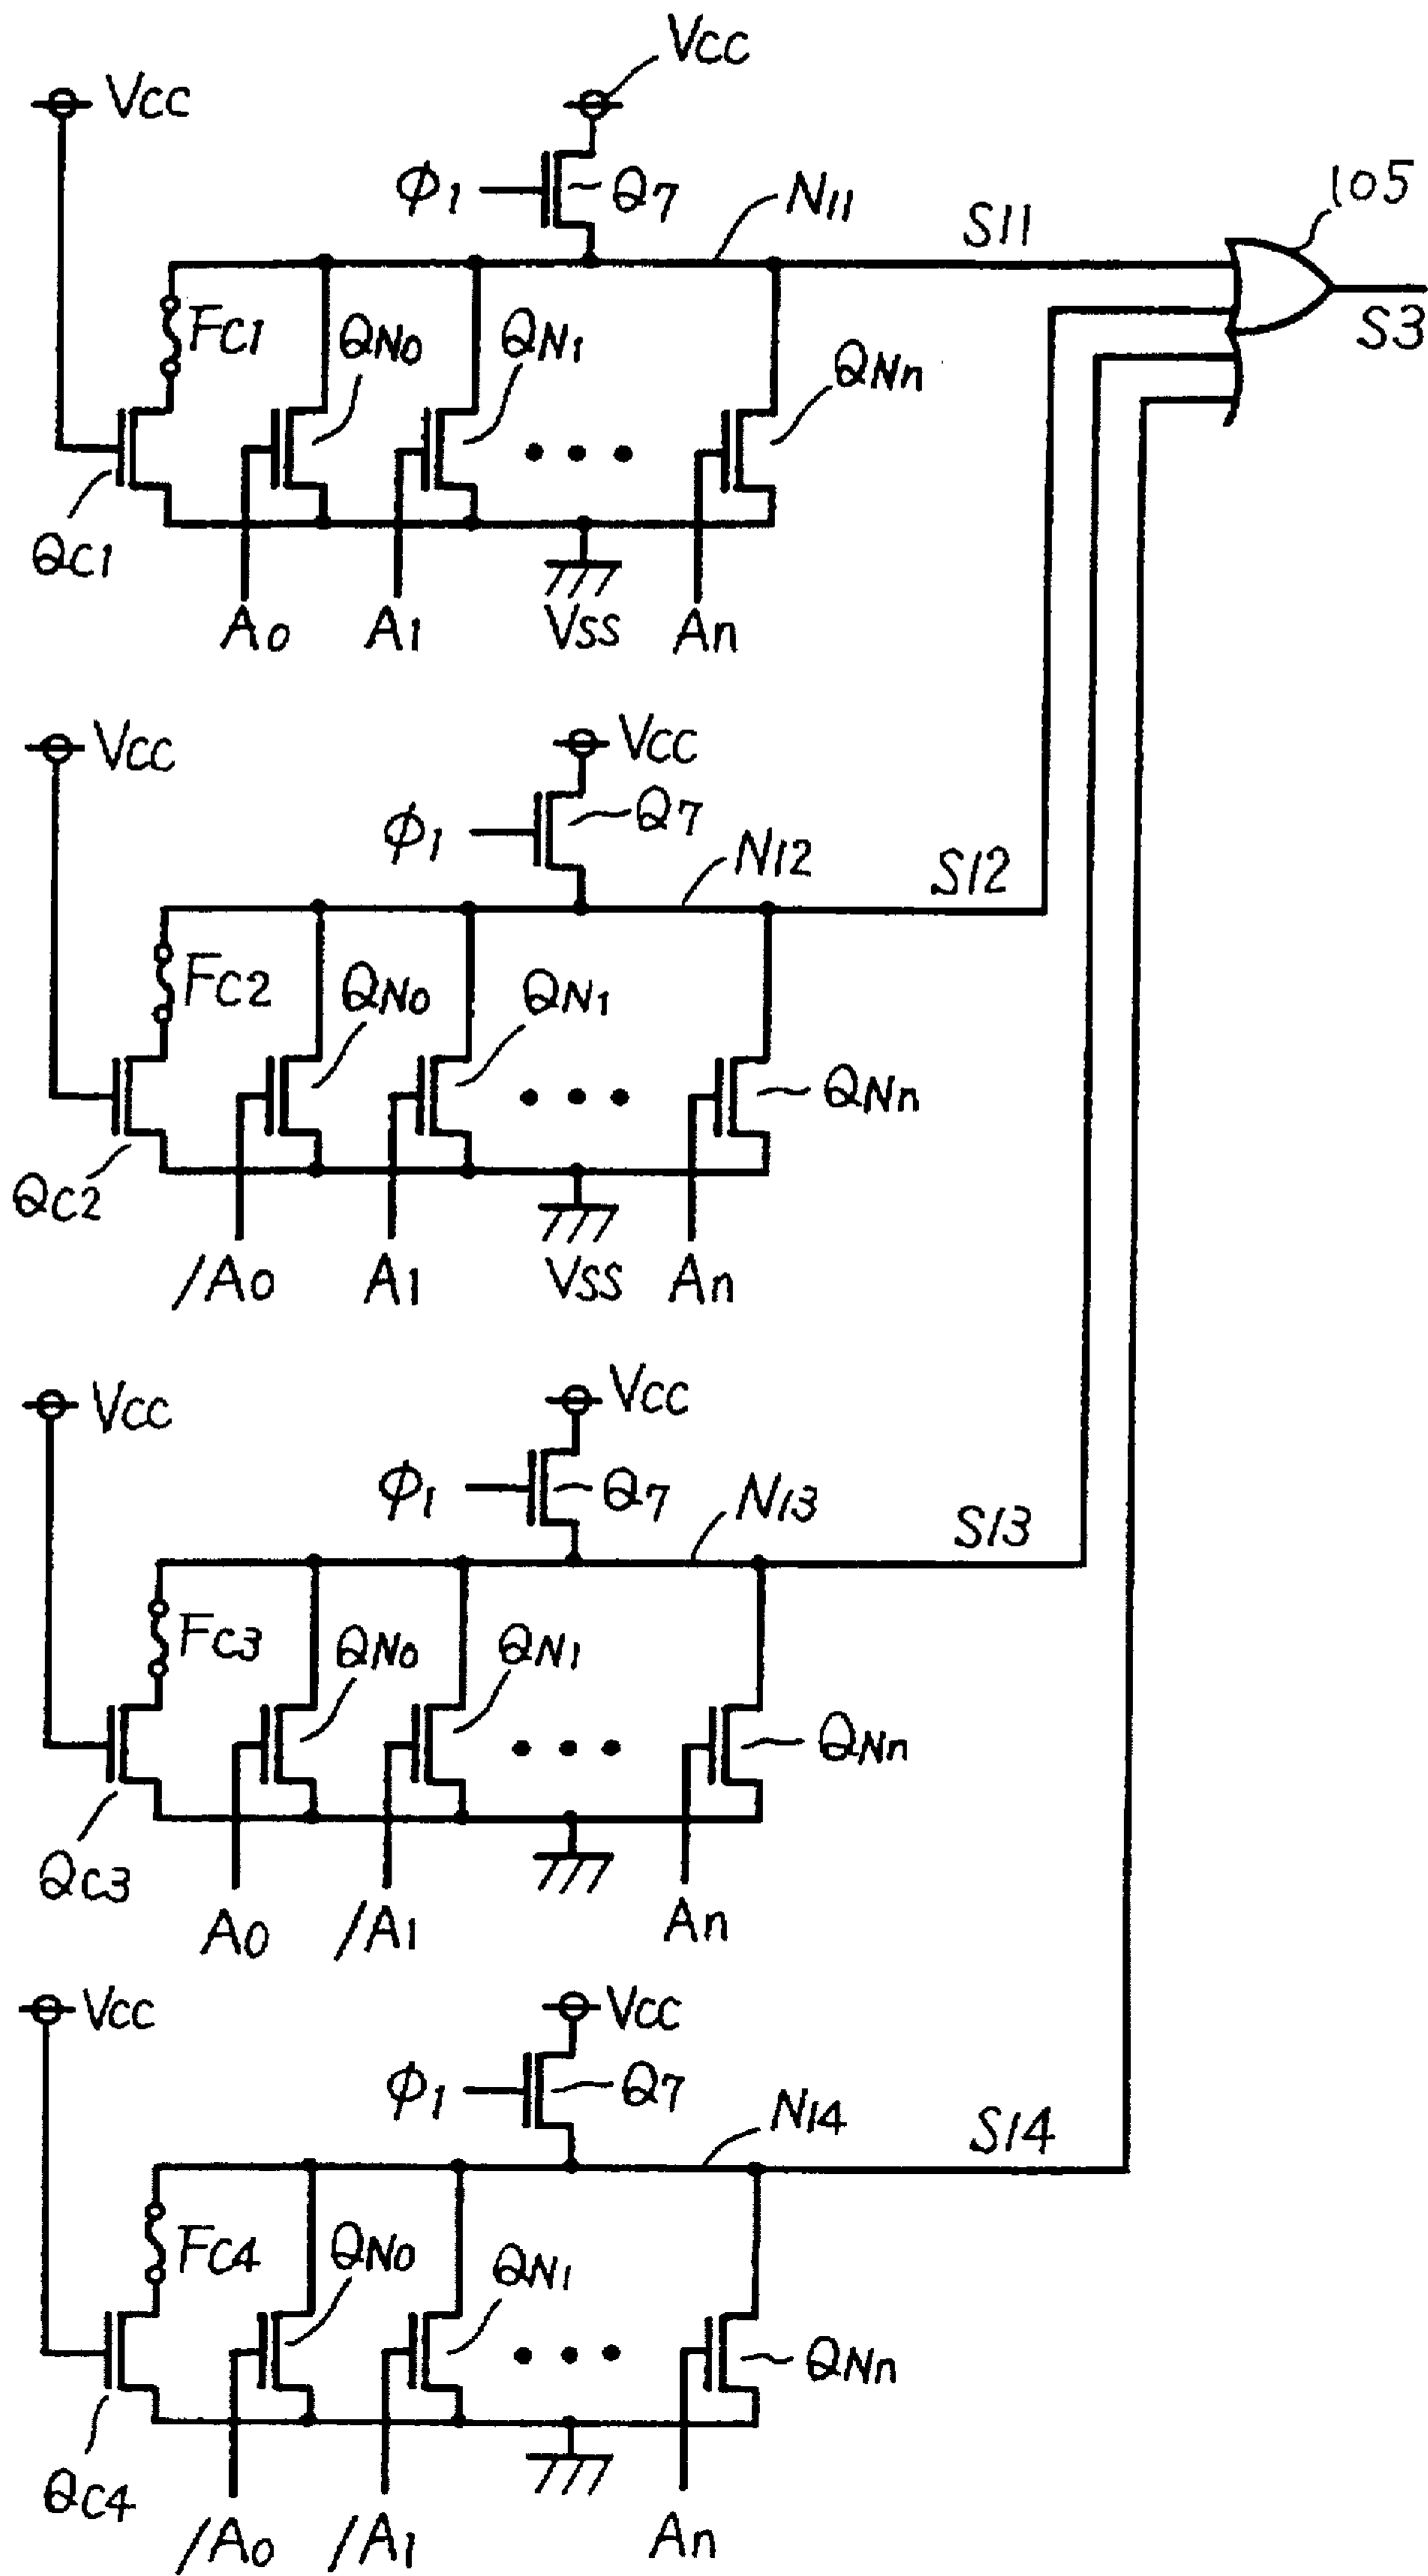 Vcc
Vcc
ϕ1
Q7
N11
S11
105
S3
FC1
QN0
QN1
QNn
QC1
A0
A1
Vss
An
Vcc
Vcc
ϕ1
Q7
N12
S12
FC2
QN0
QN1
QNn
QC2
/A0
A1
Vss
An
Vcc
Vcc
ϕ1
Q7
N13
S13
FC3
QN0
QN1
QNn
QC3
A0
/A1
An
Vcc
Vcc
ϕ1
Q7
N14
S14
FC4
QN0
QN1
QNn
QC4
/A0
/A1
An